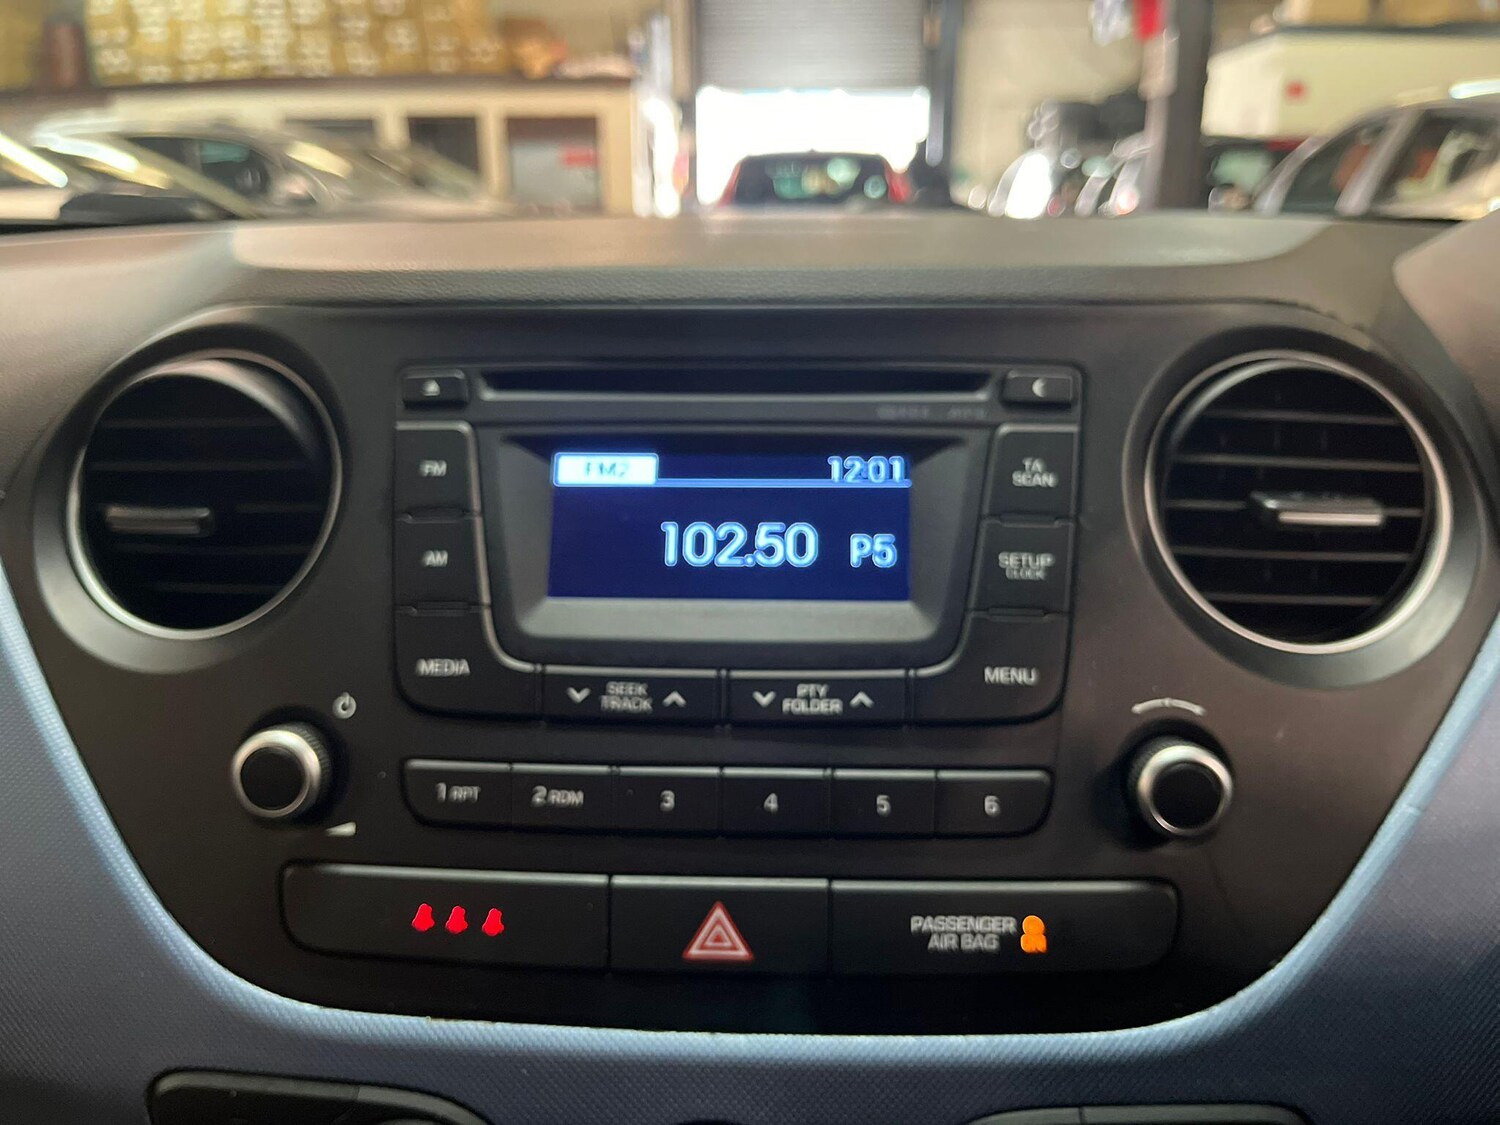 FM
AM
MEDIA
FM2 12:01
102.50 P5
TA
SCAN
SETUP
CLOCK
MENU
SEEK
TRACK
PTY
FOLDER
1 RPT 2 RDM 3 4 5 6
PASSENGER
AIR BAG
ON